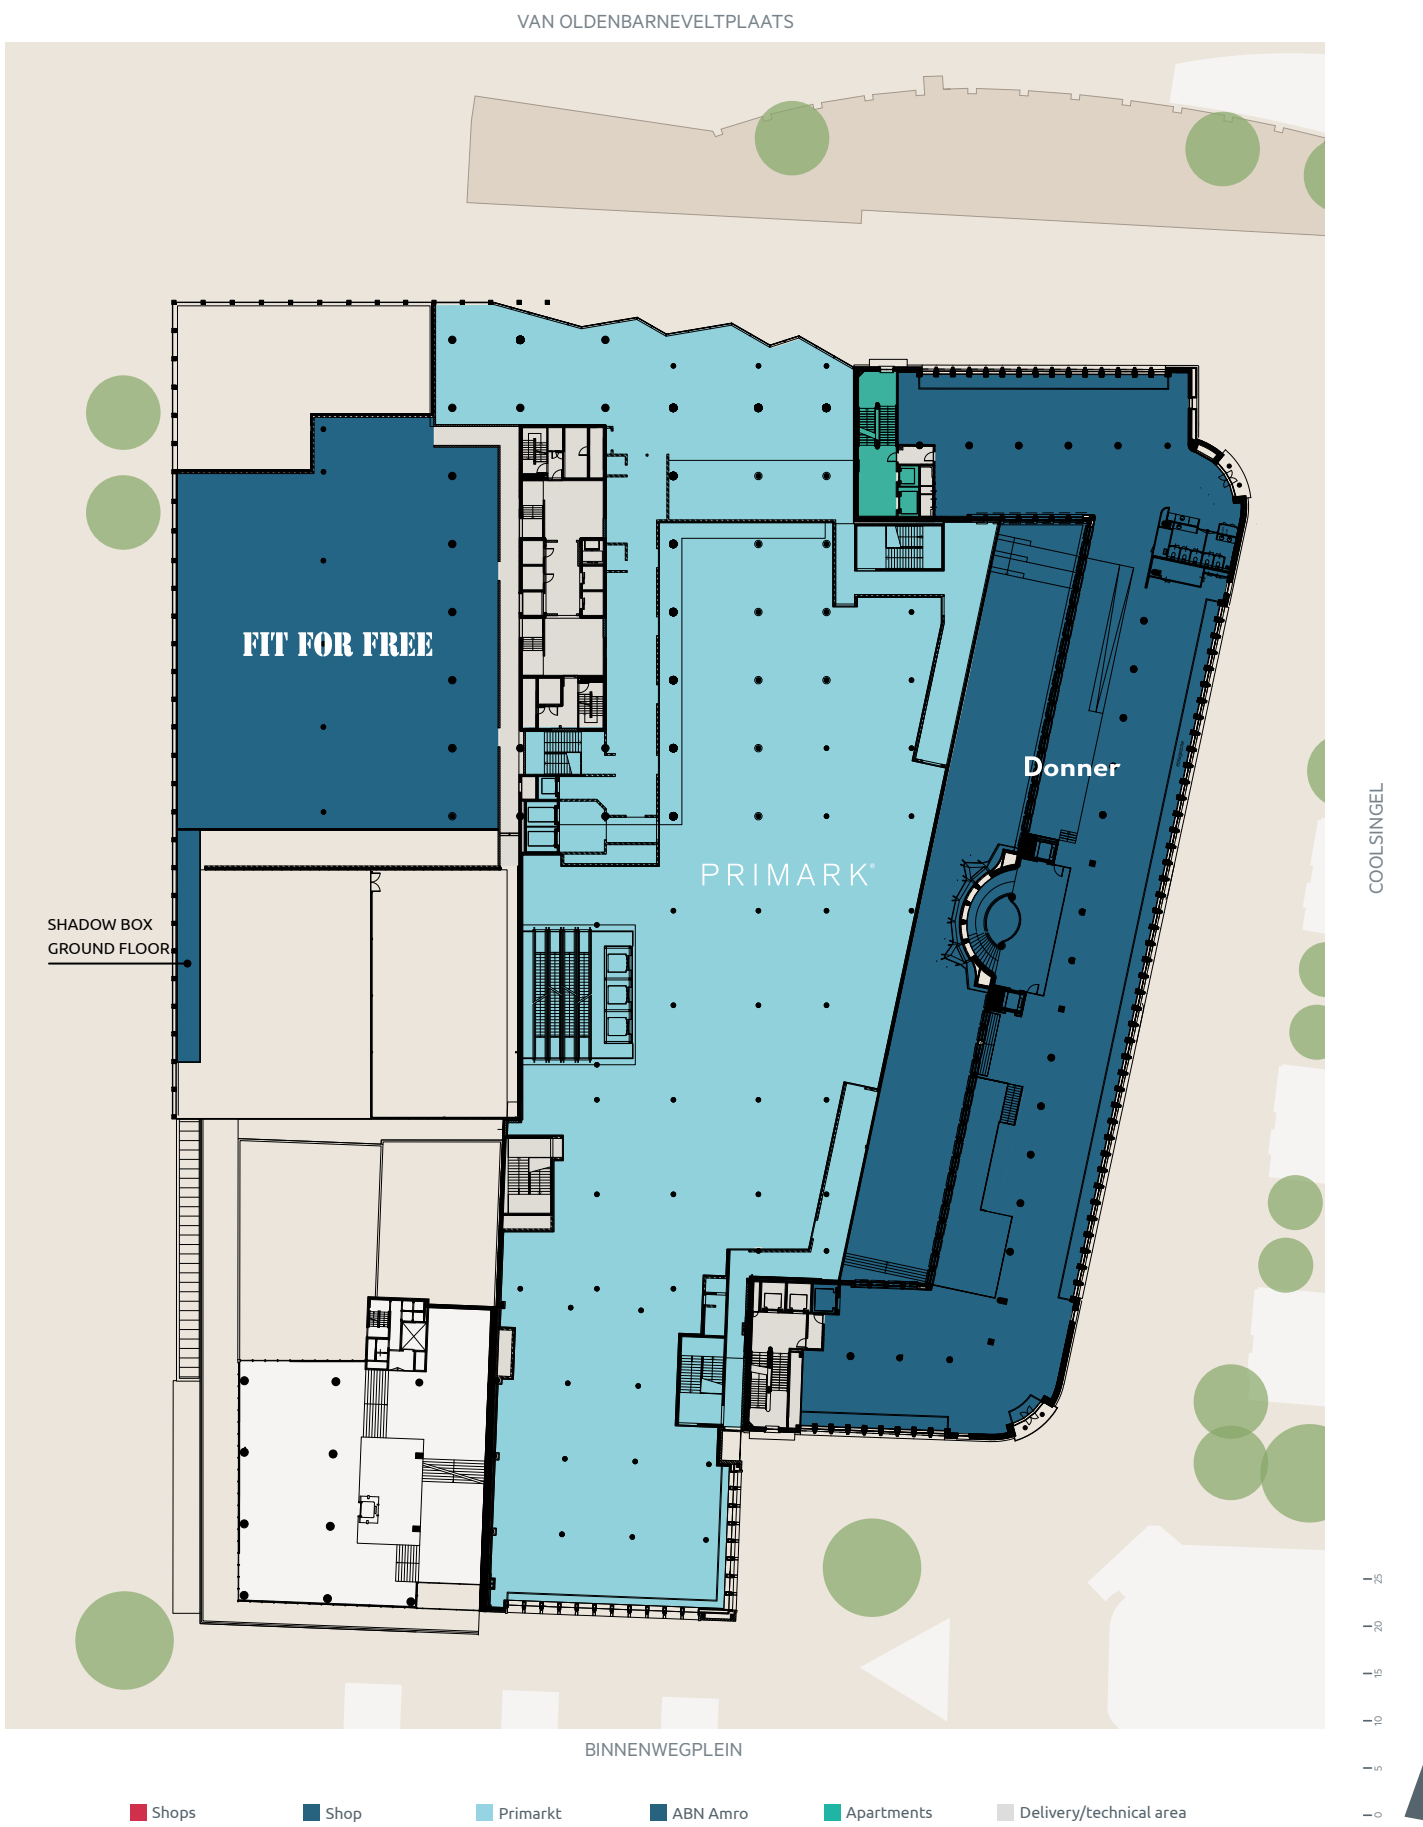 VAN OLDENBARNEVELTPLAATS
FIT FOR FREE
Donner
COOLSINGEL
PRIMARK®
SHADOW BOX
GROUND FLOOR
25
20
15
10
5
0
BINNENWEGPLEIN
Shops
Shop
Primarkt
ABN Amro
Apartments
Delivery/technical area